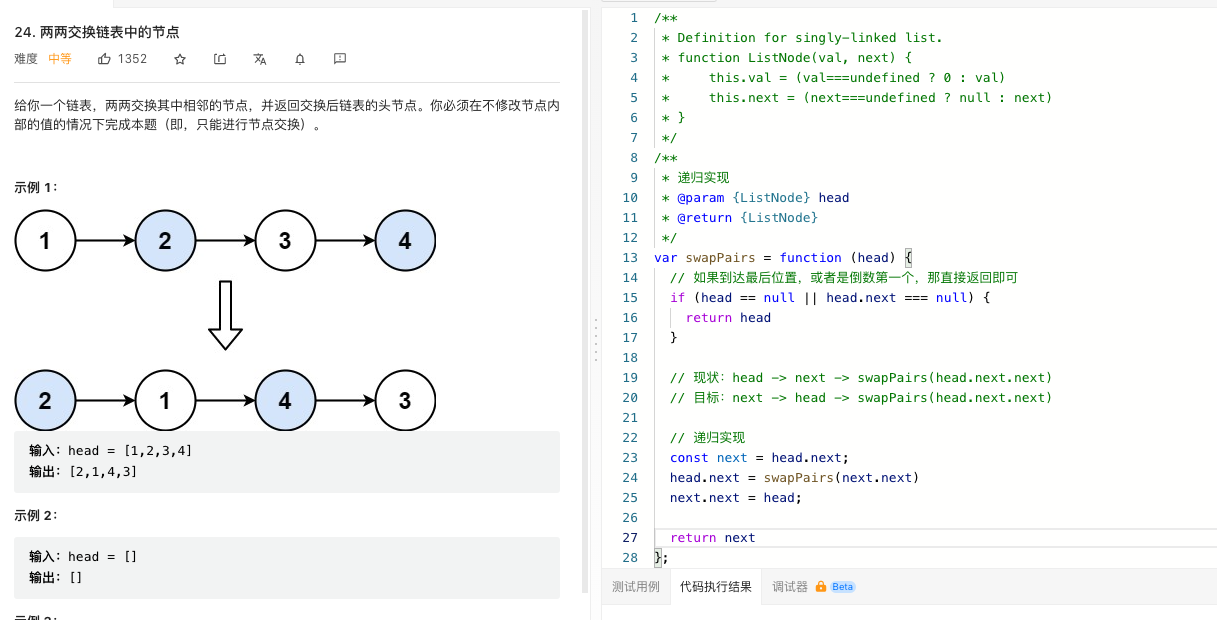 24. 两两交换链表中的节点
难度 中等 1352
给你一个链表，两两交换其中相邻的节点，并返回交换后链表的头节点。你必须在不修改节点内
部的值的情况下完成本题（即，只能进行节点交换）。
示例 1：
1 2 3 4
2 1 4 3
输入：head = [1,2,3,4]
输出：[2,1,4,3]
示例 2：
输入：head = []
输出：[]
1 /**
2  * Definition for singly-linked list.
3  * function ListNode(val, next) {
4  *     this.val = (val===undefined ? 0 : val)
5  *     this.next = (next===undefined ? null : next)
6  * }
7  */
8 /**
9  * 递归实现
10  * @param {ListNode} head
11  * @return {ListNode}
12  */
13 var swapPairs = function (head) {
14   // 如果到达最后位置，或者是倒数第一个，那直接返回即可
15   if (head == null || head.next === null) {
16     return head
17   }
18
19   // 现状：head -> next -> swapPairs(head.next.next)
20   // 目标：next -> head -> swapPairs(head.next.next)
21
22   // 递归实现
23   const next = head.next;
24   head.next = swapPairs(next.next)
25   next.next = head;
26
27   return next
28 };
测试用例 代码执行结果 调试器 Beta